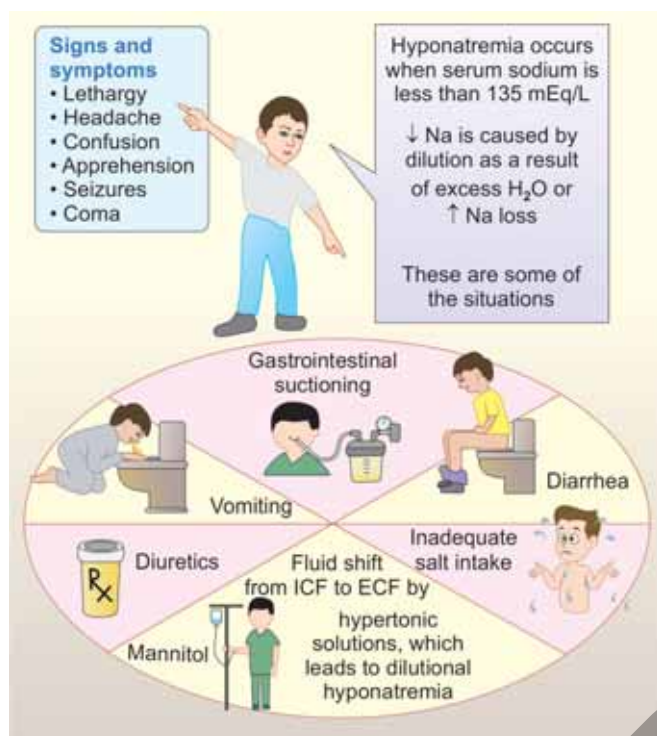 Signs and
symptoms
• Lethargy
• Headache
• Confusion
• Apprehension
• Seizures
• Coma
Hyponatremia occurs
when serum sodium is
less than 135 mEq/L
↓ Na is caused by
dilution as a result
of excess H₂O or
↑ Na loss
These are some of
the situations
Gastrointestinal
suctioning
Vomiting
Diarrhea
Diuretics
Rx
Inadequate
salt intake
Fluid shift
from ICF to ECF by
Mannitol
hypertonic
solutions, which
leads to dilutional
hyponatremia